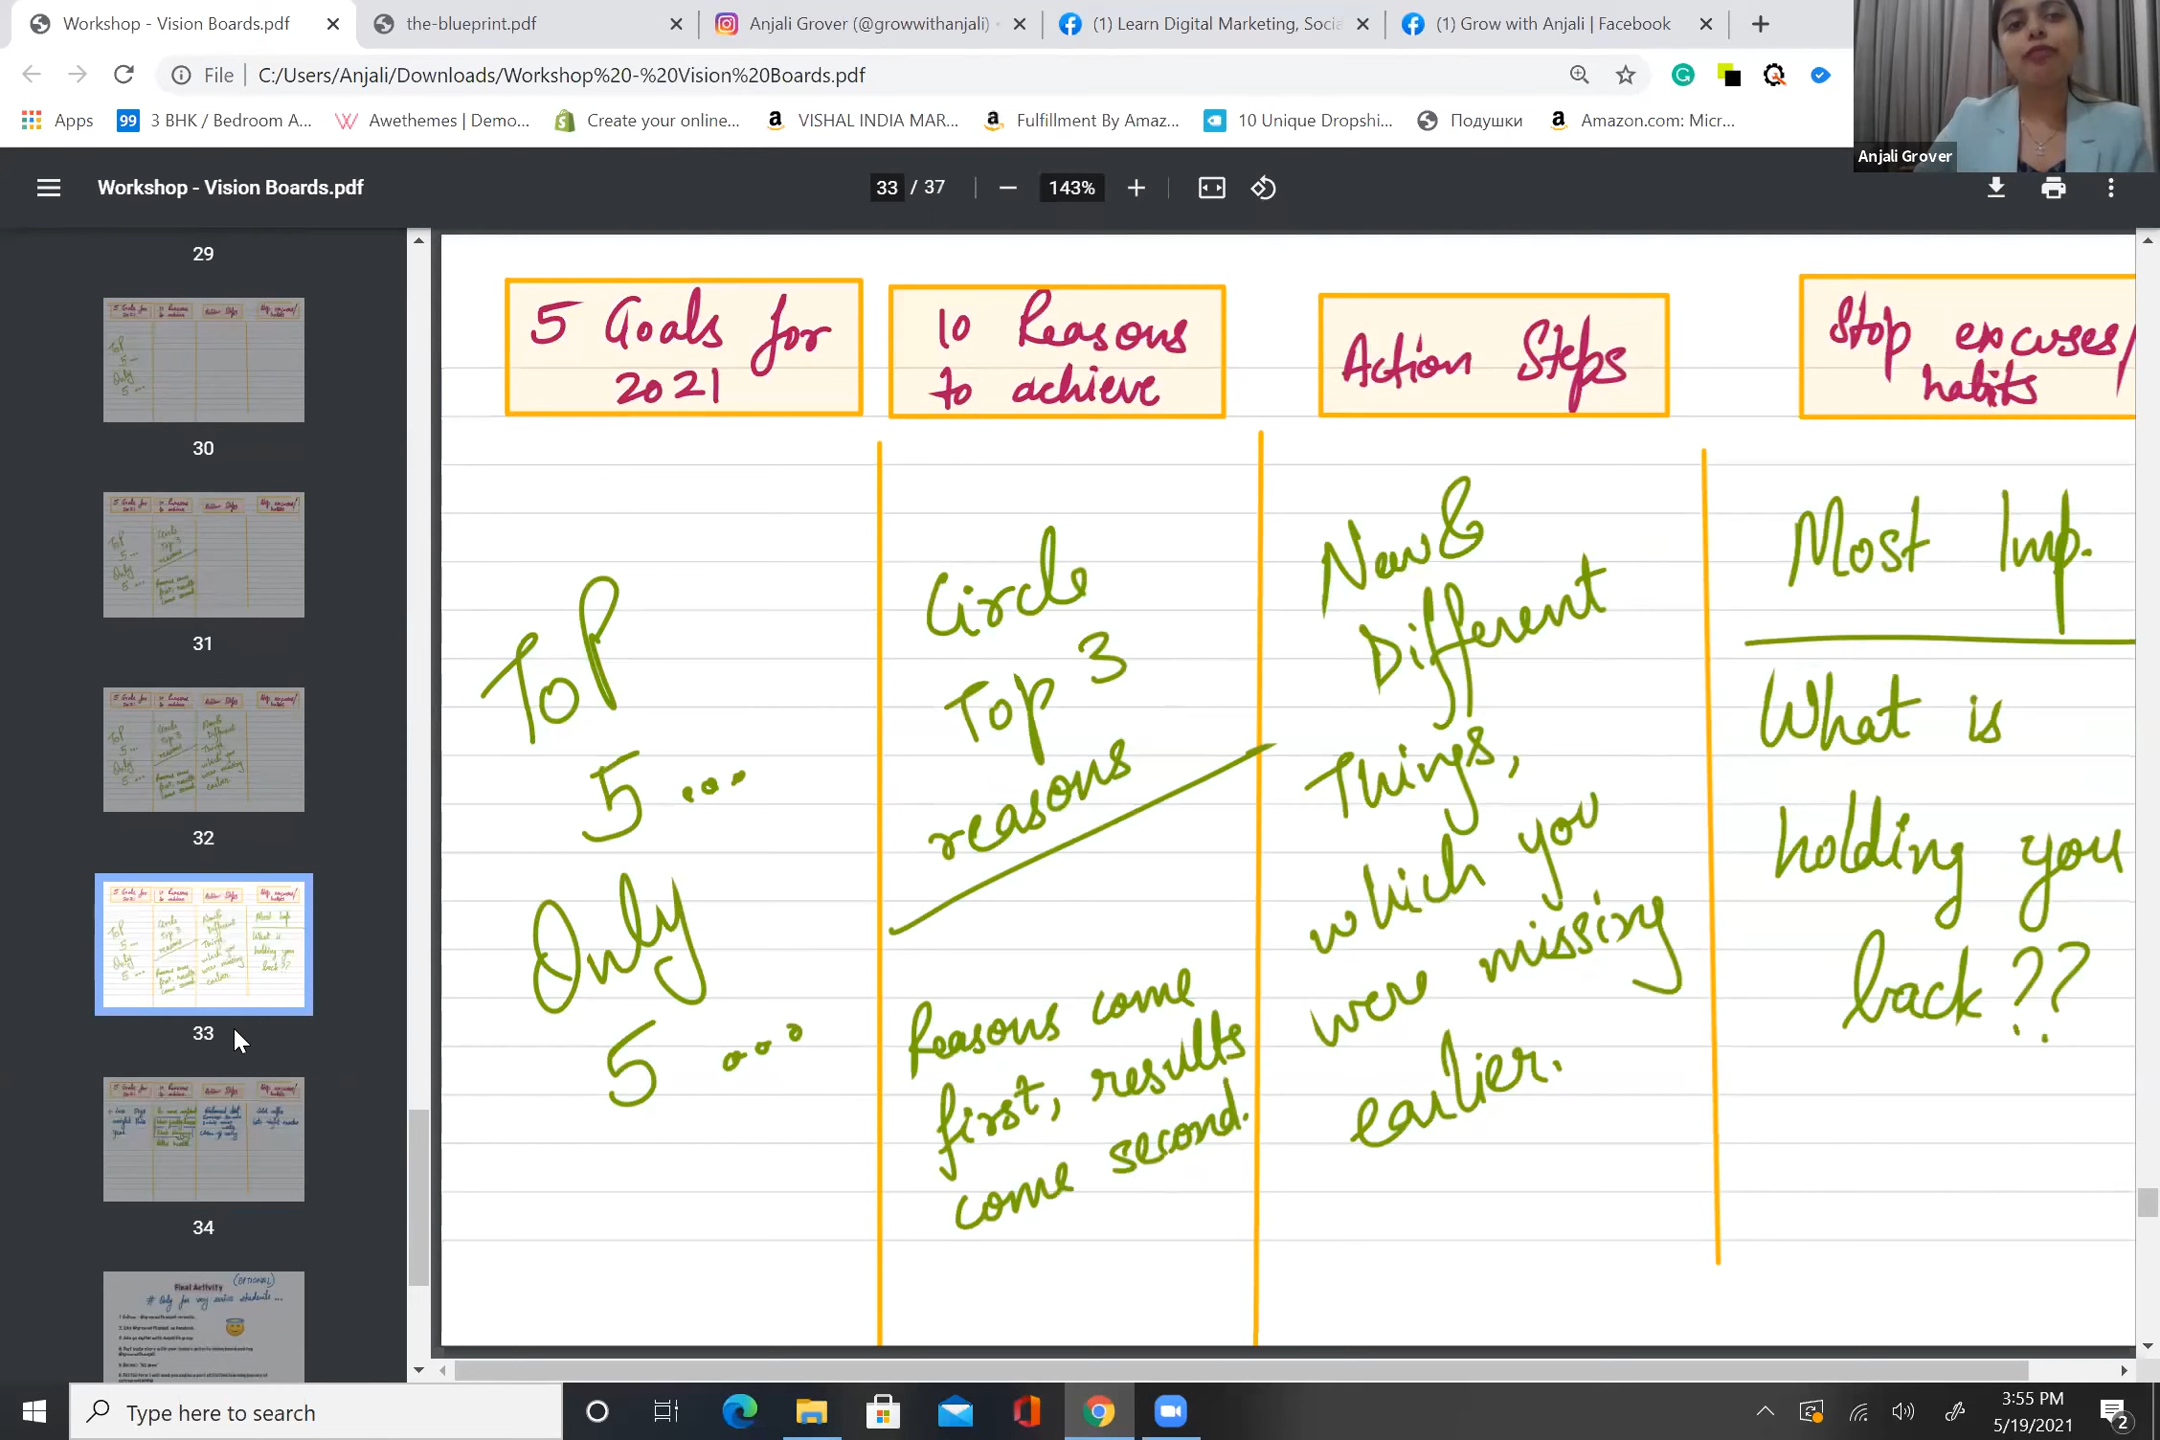 Workshop - Vision Boards.pdf
the-blueprint.pdf
Anjali Grover (@growwithanjali)
(1) Learn Digital Marketing, Soci
(1) Grow with Anjali | Facebook
File
C:/Users/Anjali/Downloads/Workshop%20-%20Vision%20Boards.pdf
Apps
99
3 BHK / Bedroom A...
Awethemes | Demo...
Create your online...
VISHAL INDIA MAR...
Fulfillment By Amaz...
10 Unique Dropshi...
Подушки
Amazon.com: Micr...
Anjali Grover
Workshop - Vision Boards.pdf
33 / 37
143%
29
30
31
32
33
34
Final Activity (OPTIONAL)
5 Goals for
2021
10 Reasons
to achieve
Action Steps
Stop excuses/
habits
Top
5 ...
Only
5 ...
Circle
Top 3
reasons
Reasons come
first, results
come second.
New &
Different
Things,
which you
were missing
earlier.
Most Imp.
What is
holding you
back ??
Type here to search
3:55 PM
5/19/2021
2